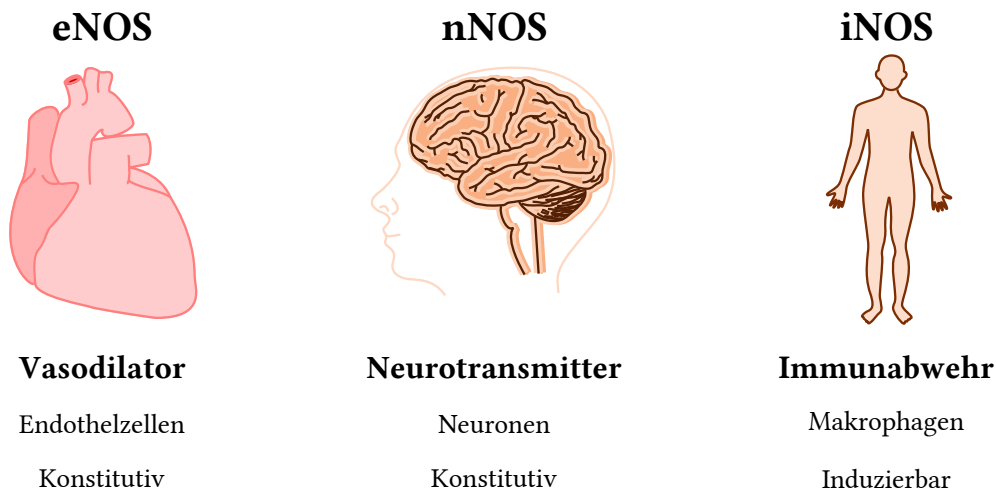 eNOS
nNOS
iNOS
Vasodilator
Neurotransmitter
Immunabwehr
Endothelzellen
Neuronen
Makrophagen
Konstitutiv
Konstitutiv
Induzierbar